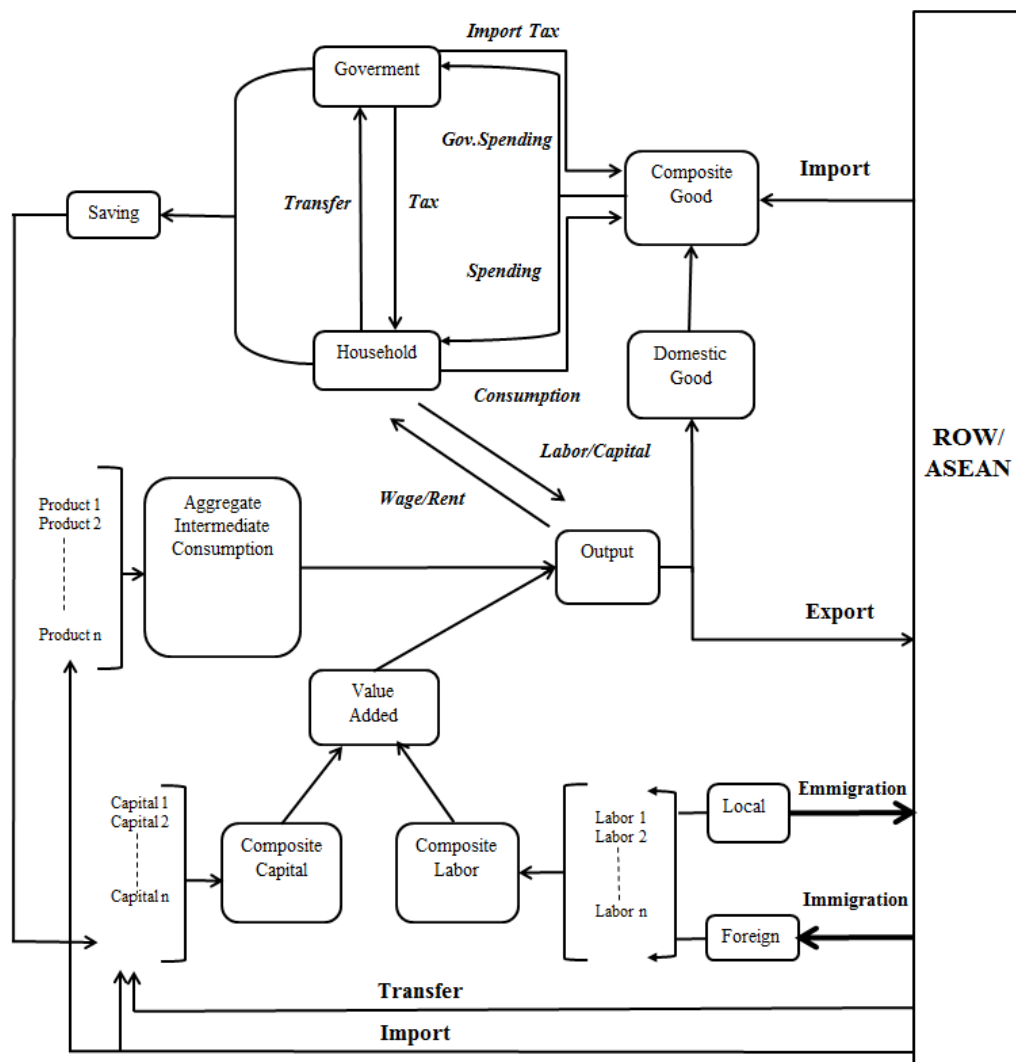 Import Tax
Goverment
Gov.Spending
Composite
Good
Import
Transfer
Tax
Saving
Spending
Household
Domestic
Good
Consumption
ROW/
ASEAN
Labor/Capital
Wage/Rent
Product 1
Product 2
Product n
Aggregate
Intermediate
Consumption
Output
Export
Value
Added
Capital 1
Capital 2
Capital n
Composite
Capital
Composite
Labor
Labor 1
Labor 2
Labor n
Local
Emmigration
Immigration
Foreign
Transfer
Import